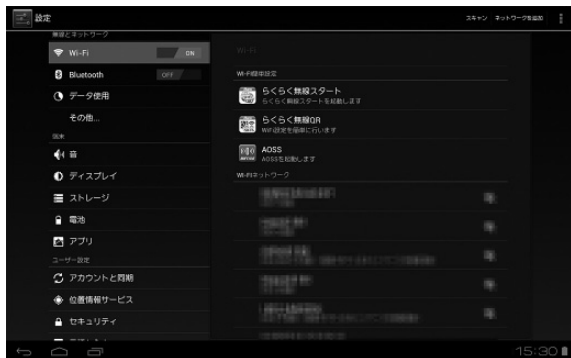 設定
スキャン ネットワークを追加
無線とネットワーク
Wi-Fi ON
Bluetooth OFF
データ使用
その他...
端末
音
ディスプレイ
ストレージ
電池
アプリ
ユーザー設定
アカウントと同期
位置情報サービス
セキュリティ
Wi-Fi
Wi-Fi簡単設定
らくらく無線スタート
らくらく無線スタートを起動します
らくらく無線QR
WiFi設定を簡単に行います
AOSS
AOSSを起動します
Wi-Fiネットワーク
15:30